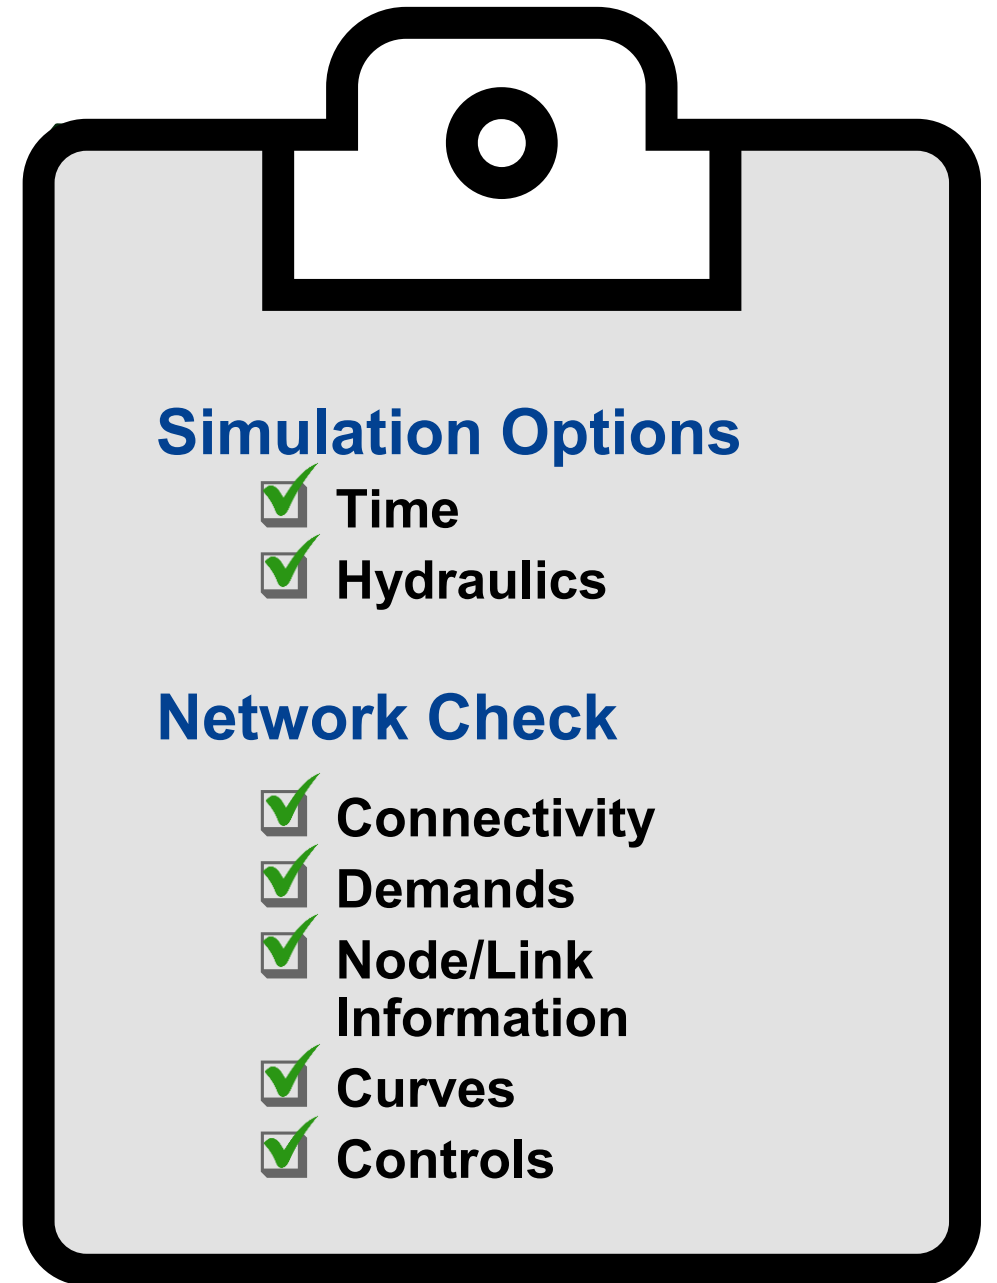 Simulation Options
Time
Hydraulics
Network Check
Connectivity
Demands
Node/Link
Information
Curves
Controls